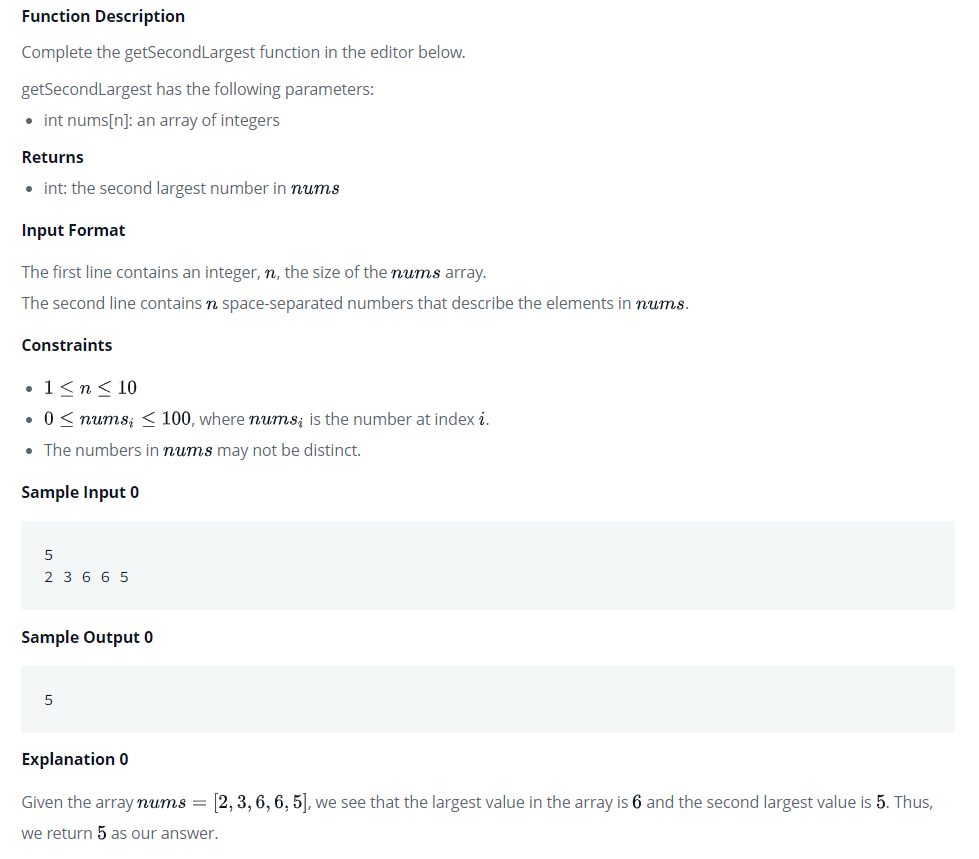 Function Description
Complete the getSecondLargest function in the editor below.
getSecondLargest has the following parameters:
• int nums[n]: an array of integers
Returns
• int: the second largest number in nums
Input Format
The first line contains an integer, n, the size of the nums array.
The second line contains n space-separated numbers that describe the elements in nums.
Constraints
• 1 ≤ n ≤ 10
• 0 ≤ numsᵢ ≤ 100, where numsᵢ is the number at index i.
• The numbers in nums may not be distinct.
Sample Input 0
5
2 3 6 6 5
Sample Output 0
5
Explanation 0
Given the array nums = [2, 3, 6, 6, 5], we see that the largest value in the array is 6 and the second largest value is 5. Thus,
we return 5 as our answer.